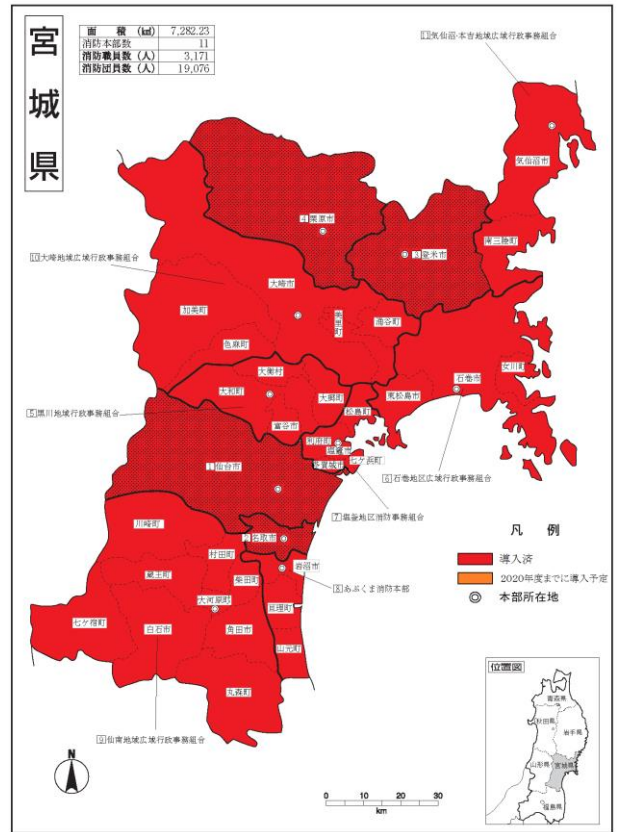 宮城県
面 積 (㎢) 7,282.23
消防本部数 11
消防職員数 (人) 3,171
消防団員数 (人) 19,076
11気仙沼・本吉地域広域行政事務組合
気仙沼市
4栗原市
南三陸町
3登米市
10大崎地域広域行政事務組合
大崎市
加美町
美里町
涌谷町
色麻町
女川町
大衡村
石巻市
大和町
大郷町
東松島市
松島町
5黒川地域行政事務組合
富谷市
利府町
塩竈市
七ケ浜町
多賀城市
1仙台市
6石巻地区広域行政事務組合
7塩釜地区消防事務組合
川崎町
2名取市
凡 例
村田町
岩沼市
導入済
蔵王町
柴田町
8あぶくま消防本部
2020年度までに導入予定
大河原町
亘理町
本部所在地
七ケ宿町
白石市
角田市
山元町
丸森町
位置図
青森県
秋田県
岩手県
9仙南地域広域行政事務組合
N
山形県
宮城県
福島県
0 10 20 30
km